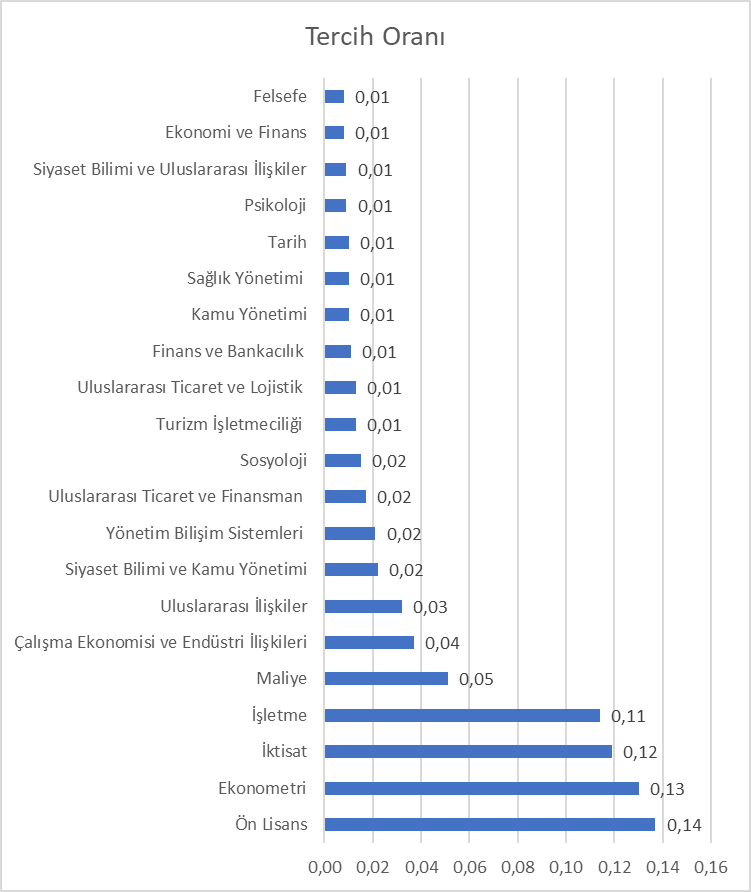 Tercih Oranı
Felsefe 0,01
Ekonomi ve Finans 0,01
Siyaset Bilimi ve Uluslararası İlişkiler 0,01
Psikoloji 0,01
Tarih 0,01
Sağlık Yönetimi 0,01
Kamu Yönetimi 0,01
Finans ve Bankacılık 0,01
Uluslararası Ticaret ve Lojistik 0,01
Turizm İşletmeciliği 0,01
Sosyoloji 0,02
Uluslararası Ticaret ve Finansman 0,02
Yönetim Bilişim Sistemleri 0,02
Siyaset Bilimi ve Kamu Yönetimi 0,02
Uluslararası İlişkiler 0,03
Çalışma Ekonomisi ve Endüstri İlişkileri 0,04
Maliye 0,05
İşletme 0,11
İktisat 0,12
Ekonometri 0,13
Ön Lisans 0,14
0,00 0,02 0,04 0,06 0,08 0,10 0,12 0,14 0,16